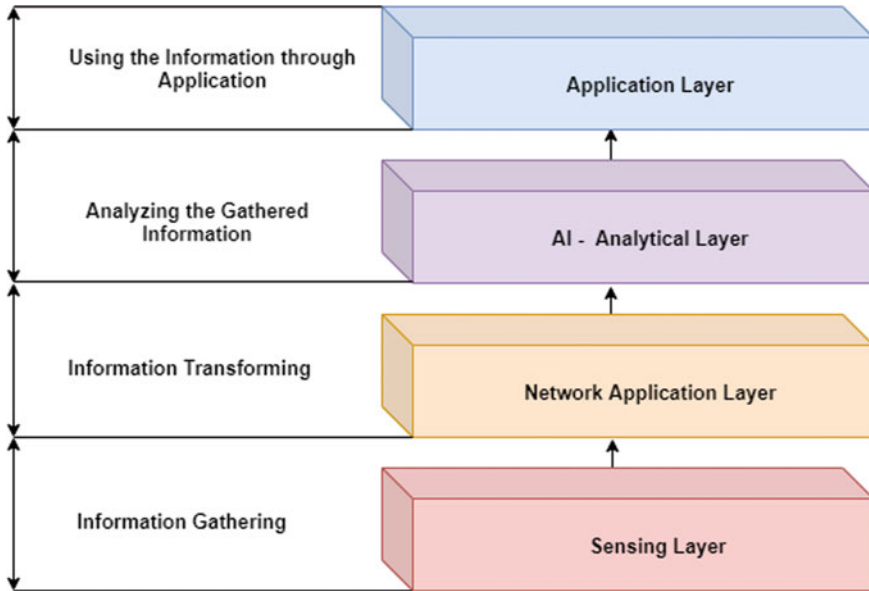 Using the Information through
Application
Application Layer
Analyzing the Gathered
Information
AI -  Analytical Layer
Information Transforming
Network Application Layer
Information Gathering
Sensing Layer